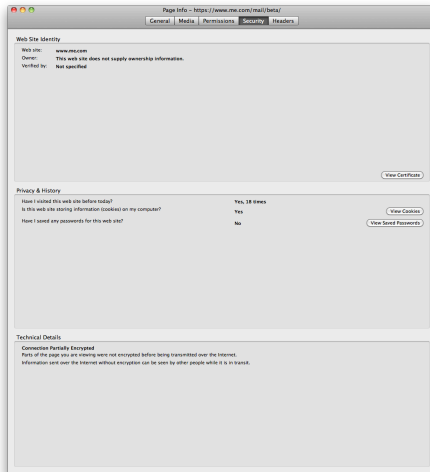 Page Info – https://www.me.com/mail/beta/
General Media Permissions Security Headers
Web Site Identity
Web site: www.me.com
Owner: This web site does not supply ownership information.
Verified by: Not specified
View Certificate
Privacy & History
Have I visited this web site before today? Yes, 18 times
Is this web site storing information (cookies) on my computer? Yes View Cookies
Have I saved any passwords for this web site? No View Saved Passwords
Technical Details
Connection Partially Encrypted
Parts of the page you are viewing were not encrypted before being transmitted over the Internet.
Information sent over the Internet without encryption can be seen by other people while it is in transit.